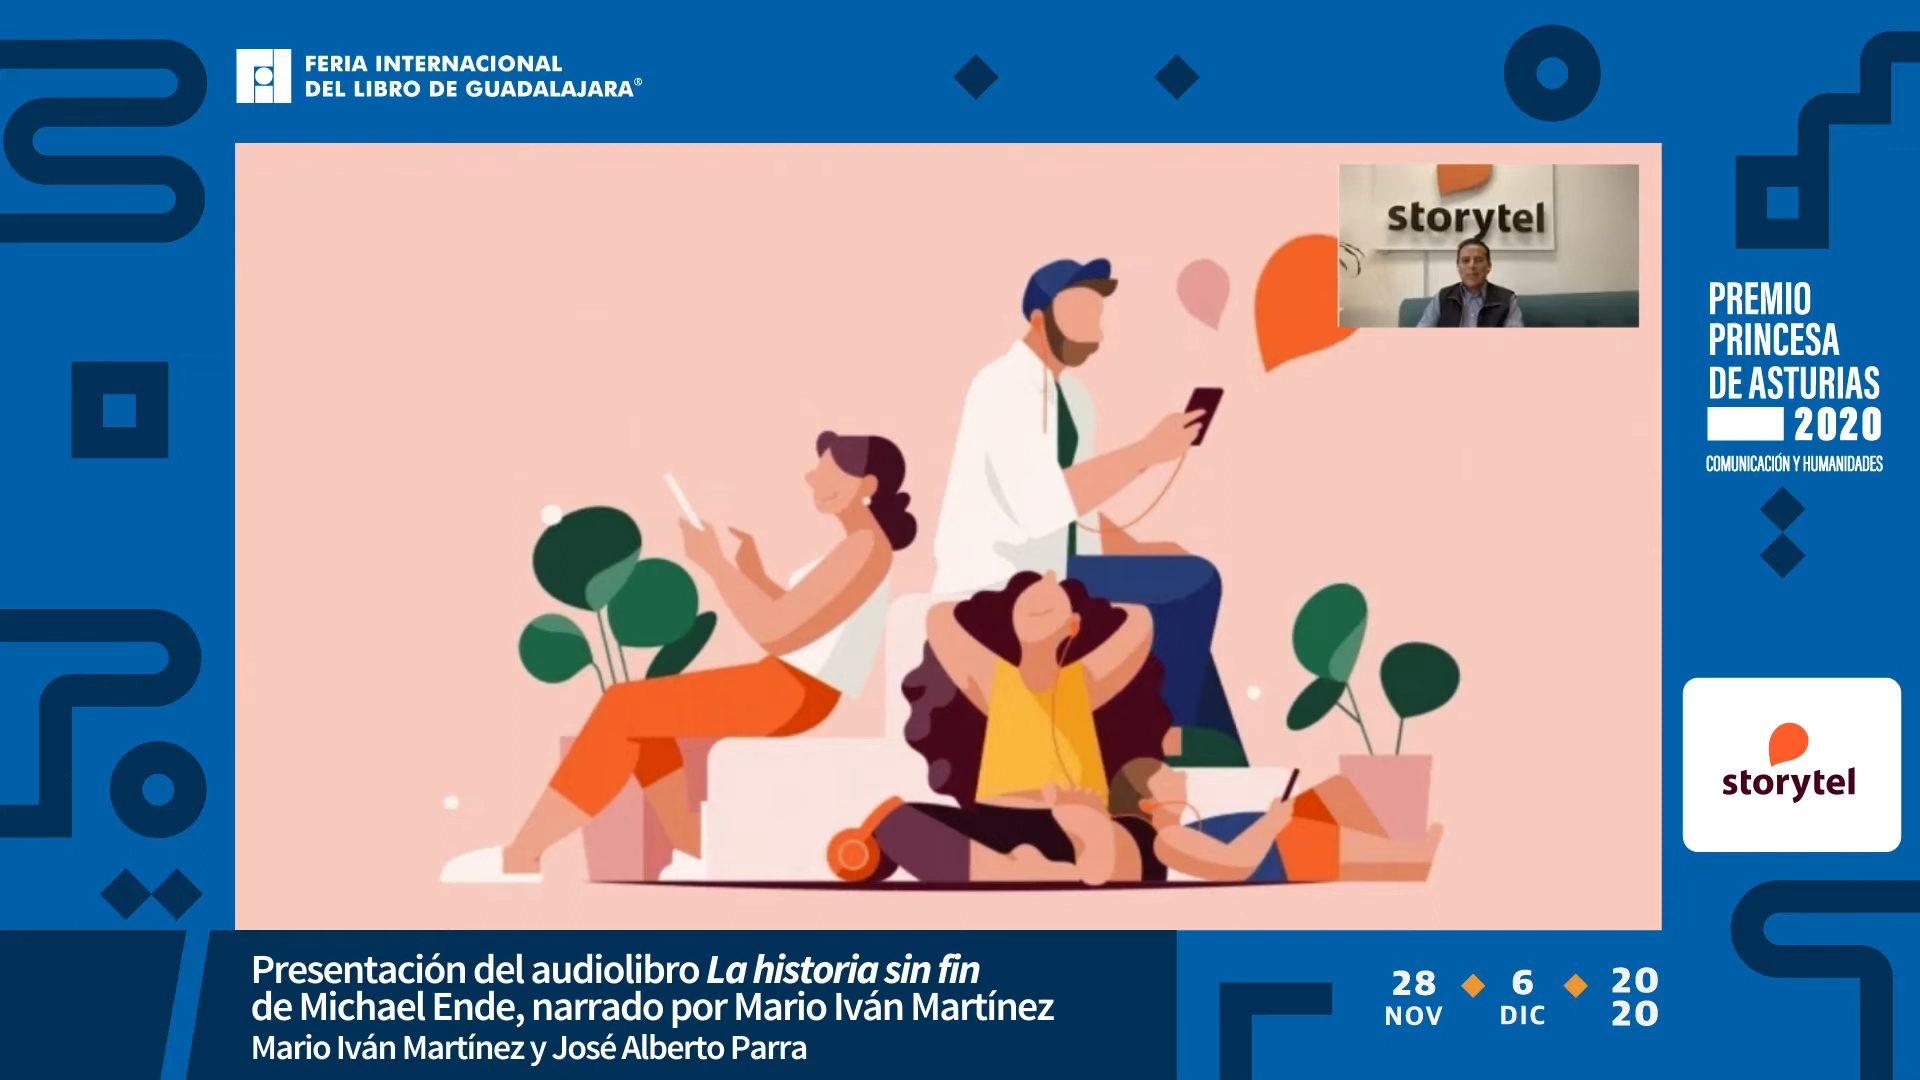 FERIA INTERNACIONAL
DEL LIBRO DE GUADALAJARA®
storytel
PREMIO
PRINCESA
DE ASTURIAS
2020
COMUNICACIÓN Y HUMANIDADES
storytel
Presentación del audiolibro La historia sin fin
de Michael Ende, narrado por Mario Iván Martínez
Mario Iván Martínez y José Alberto Parra
28 NOV ◆ 6 DIC ◆ 20 20